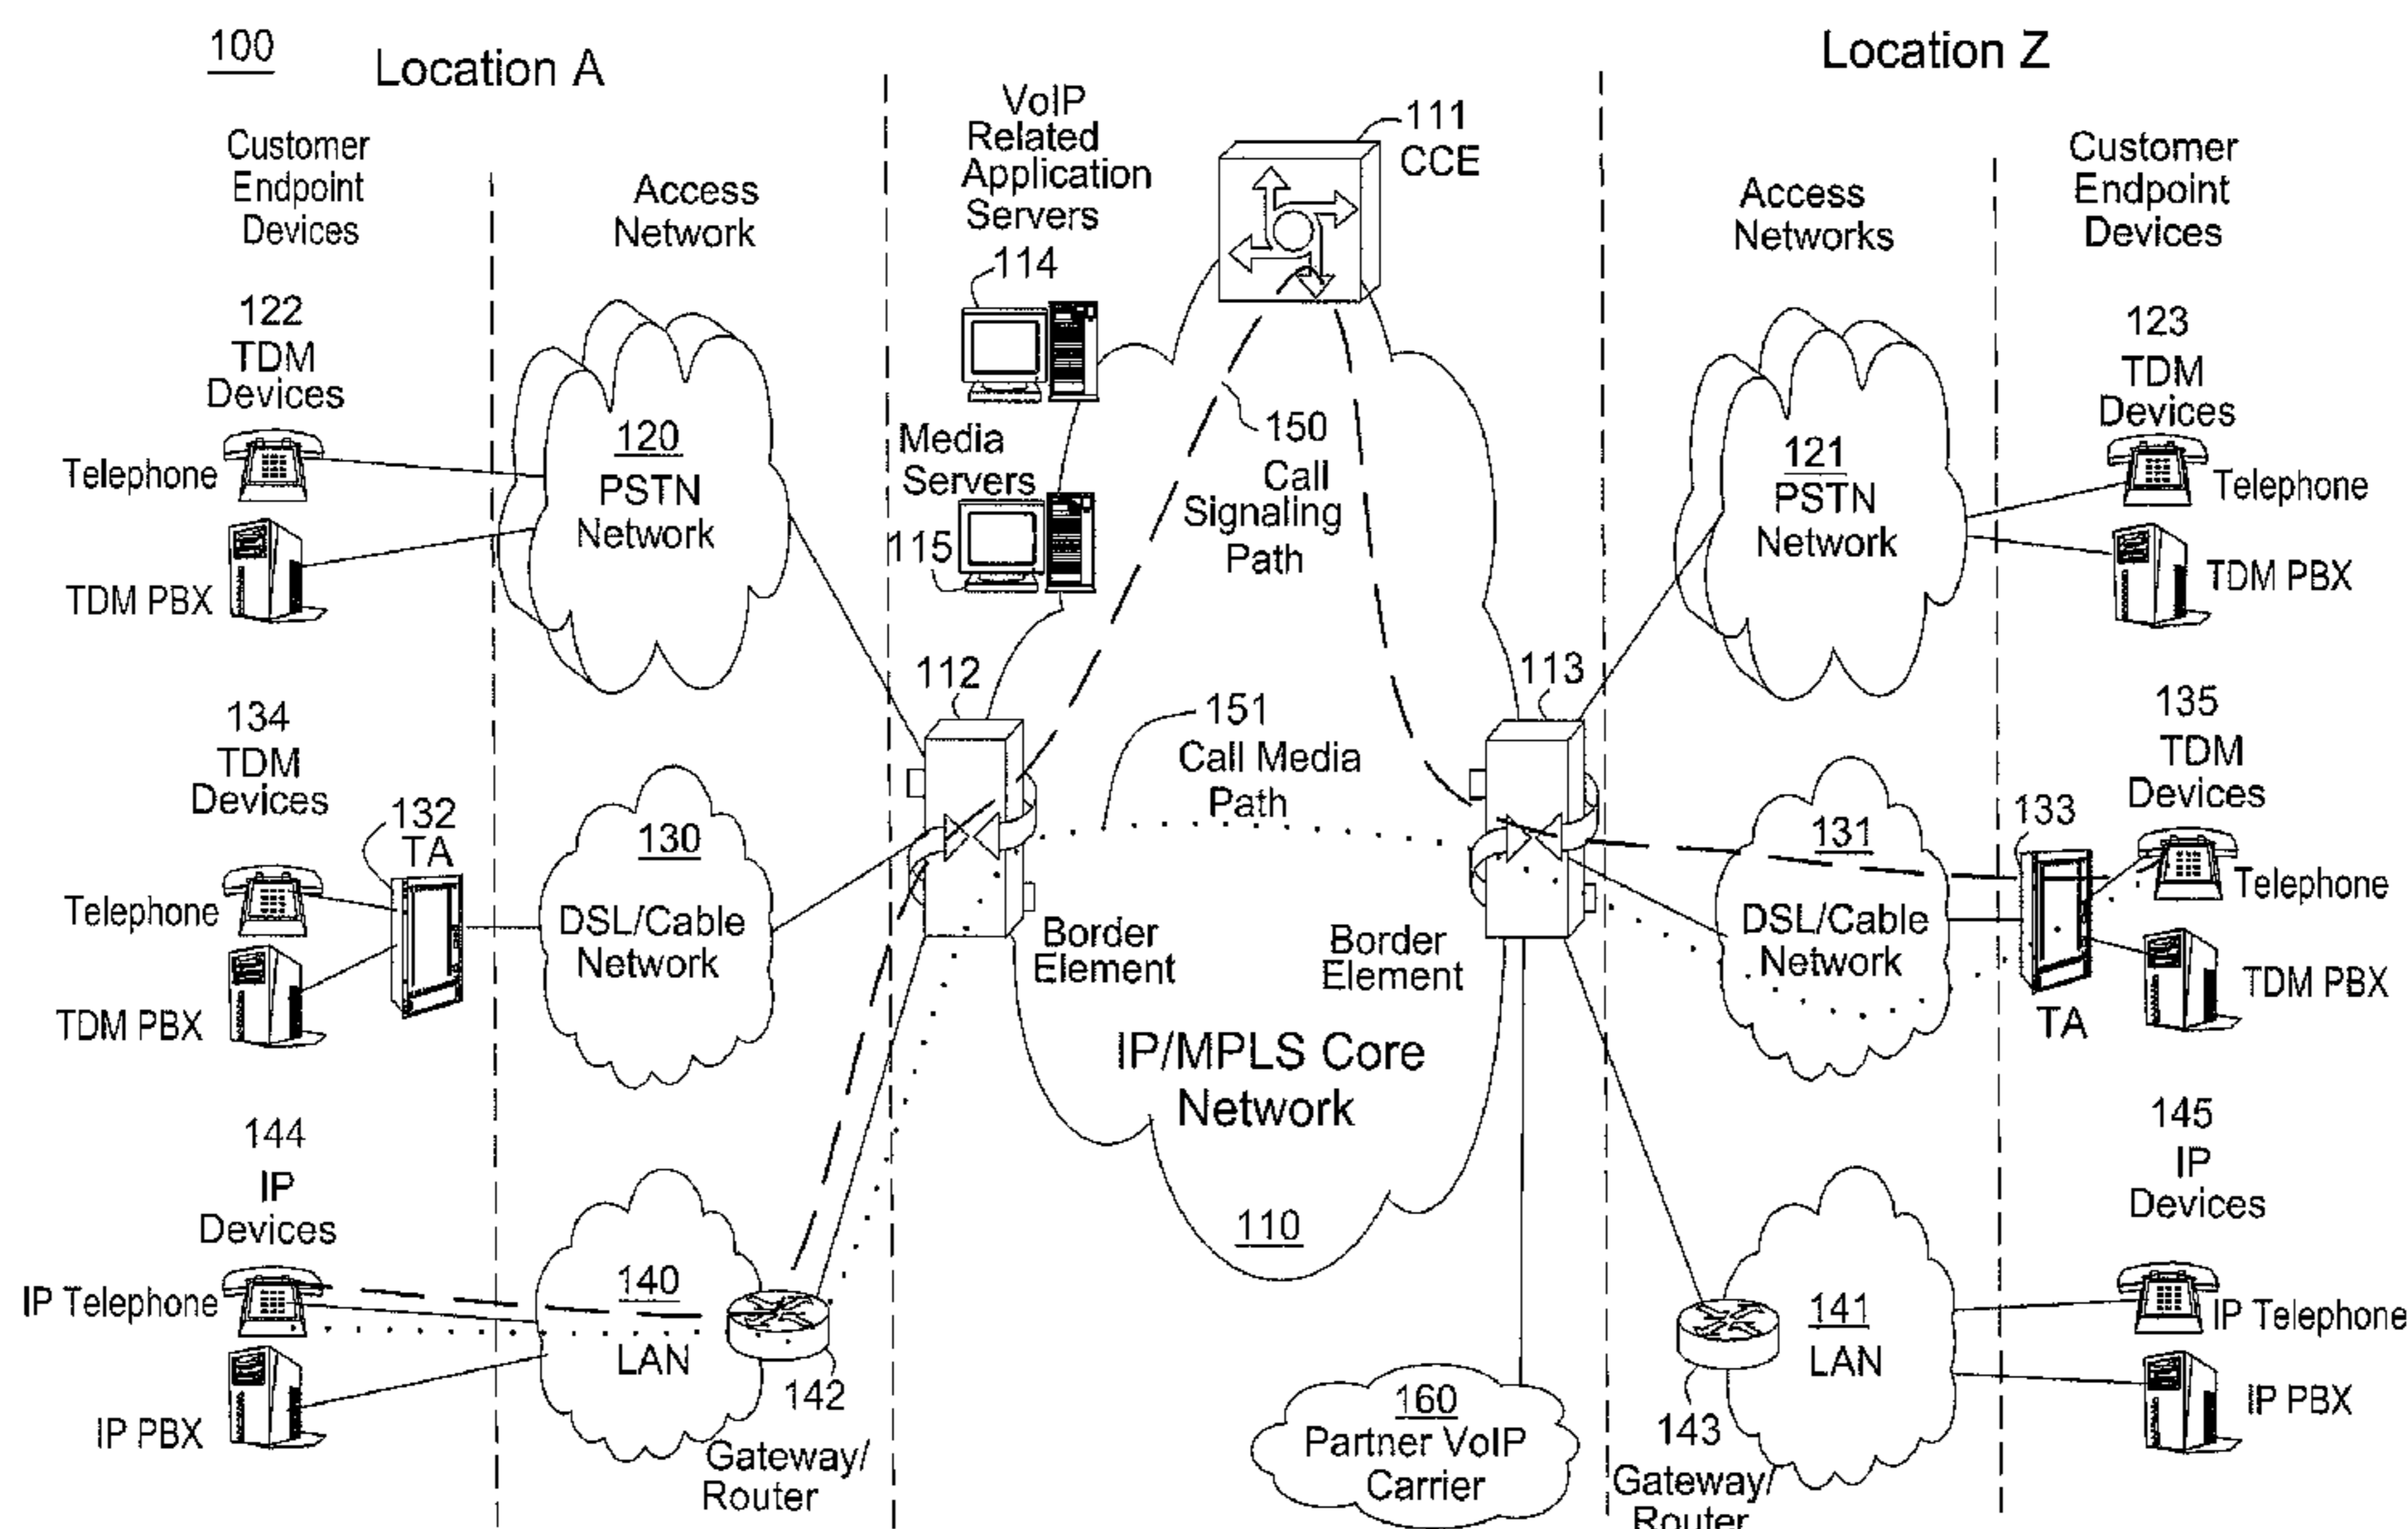 100
Location A
Location Z
Customer
Endpoint
Devices
Access
Network
VoIP
Related
Application
Servers
114
111
CCE
Access
Networks
Customer
Endpoint
Devices
122
TDM
Devices
Telephone
TDM PBX
120
PSTN
Network
Media
Servers
115
150
Call
Signaling
Path
121
PSTN
Network
123
TDM
Devices
Telephone
TDM PBX
112
113
151
Call Media
Path
134
TDM
Devices
132
TA
Telephone
TDM PBX
130
DSL/Cable
Network
Border
Element
Border
Element
131
DSL/Cable
Network
133
TA
135
TDM
Devices
Telephone
TDM PBX
IP/MPLS Core
Network
110
144
IP
Devices
IP Telephone
IP PBX
140
LAN
142
Gateway/
Router
160
Partner VoIP
Carrier
143
Gateway/
Router
141
LAN
145
IP
Devices
IP Telephone
IP PBX